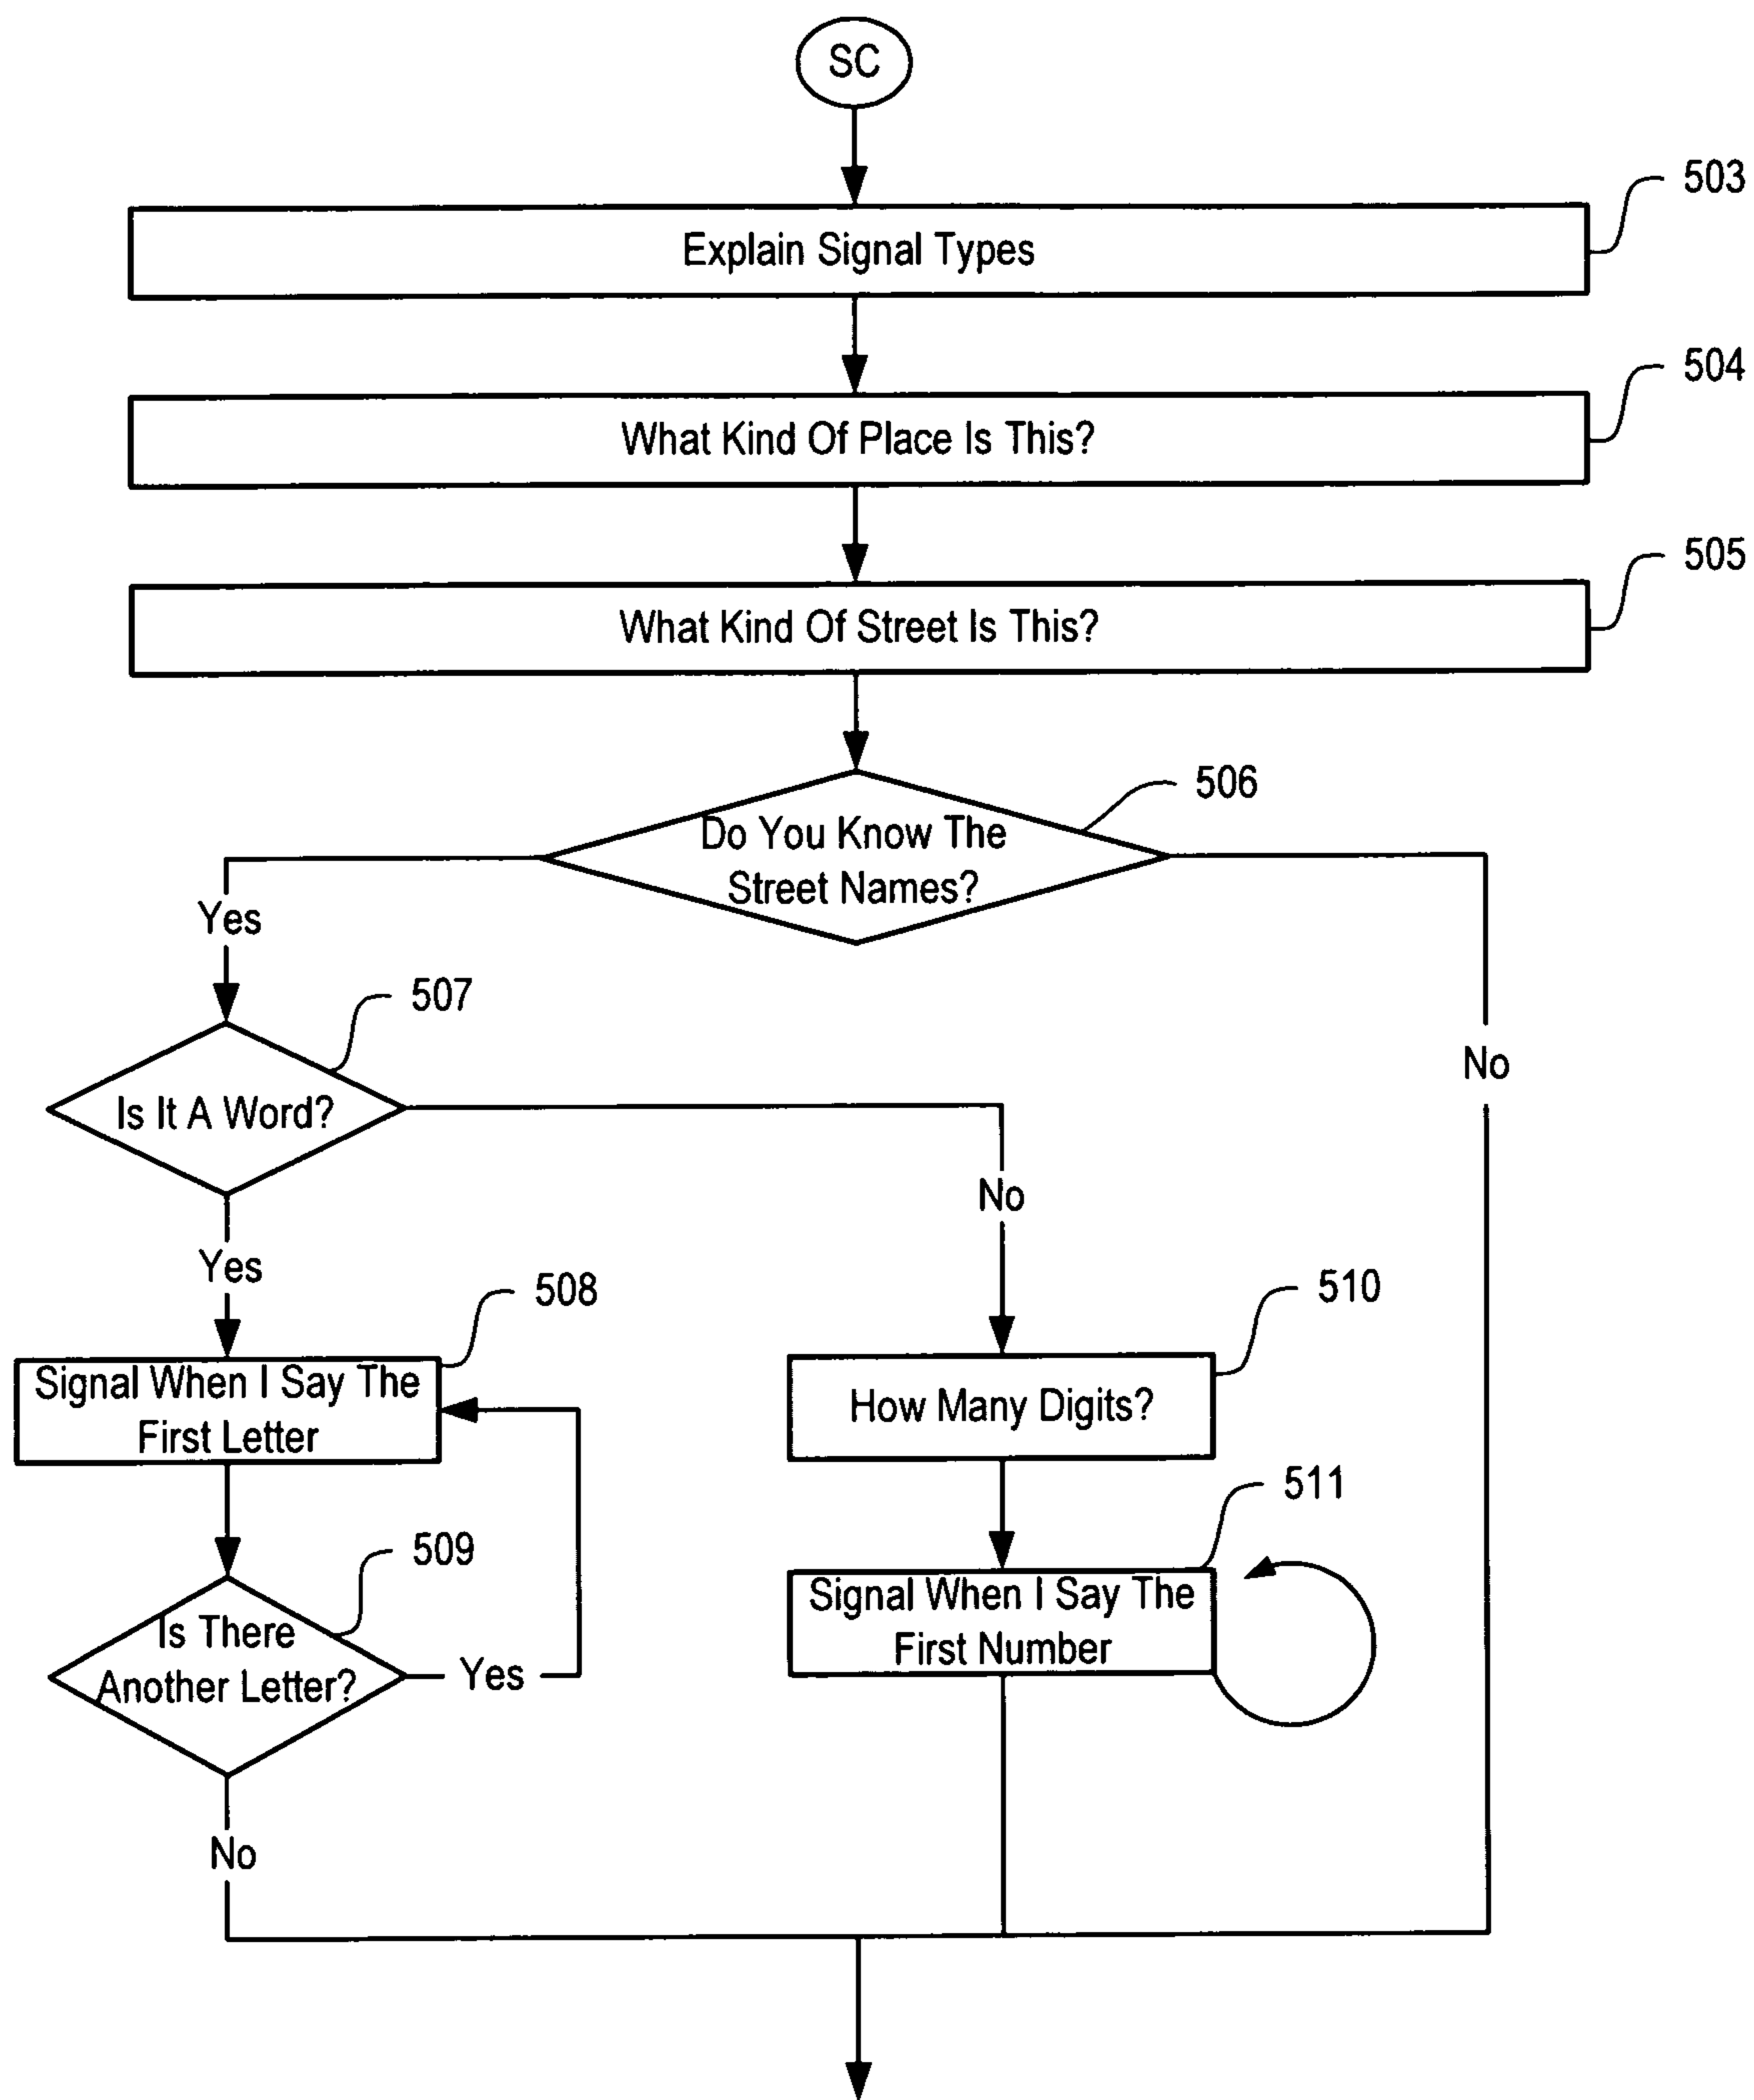 SC
503
Explain Signal Types
504
What Kind Of Place Is This?
505
What Kind Of Street Is This?
506
Do You Know The
Street Names?
Yes
No
507
Is It A Word?
No
Yes
508
Signal When I Say The
First Letter
510
How Many Digits?
509
Is There
Another Letter?
Yes
511
Signal When I Say The
First Number
No